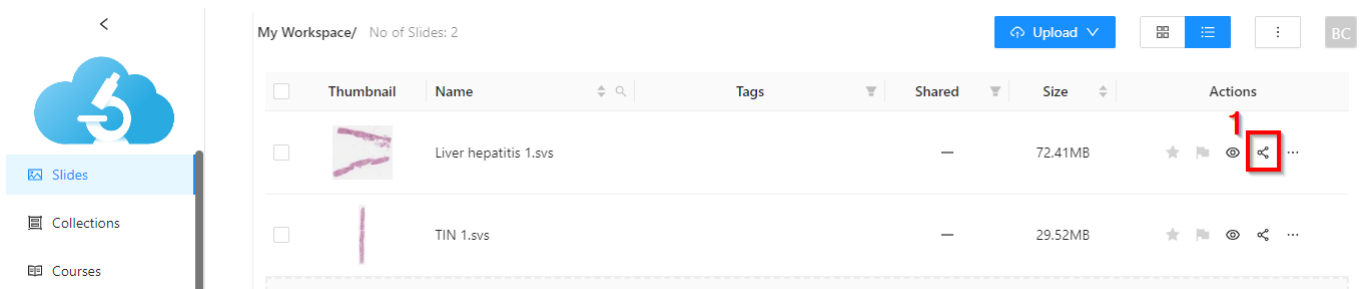 My Workspace/ No of Slides: 2
Upload
BC
Thumbnail Name Tags Shared Size Actions
1
Liver hepatitis 1.svs — 72.41MB
Slides
Collections
TIN 1.svs — 29.52MB
Courses